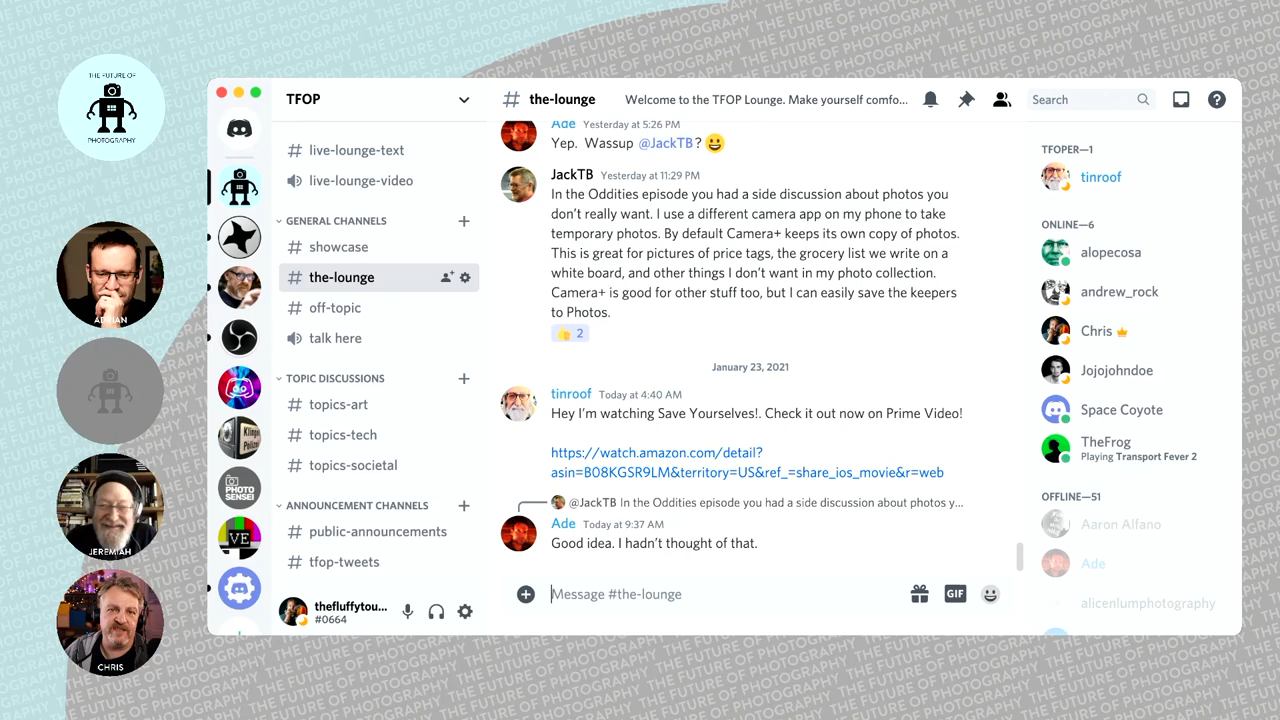 THE FUTURE OF
PHOTOGRAPHY
ADRIAN
JEREMIAH
CHRIS
TFOP
# live-lounge-text
live-lounge-video
GENERAL CHANNELS
# showcase
# the-lounge
# off-topic
talk here
TOPIC DISCUSSIONS
# topics-art
# topics-tech
# topics-societal
ANNOUNCEMENT CHANNELS
# public-announcements
# tfop-tweets
thefluffytou...
#0664
PHOTO
SENSEI
VE
# the-lounge
Welcome to the TFOP Lounge. Make yourself comfo...
Search
Ade Yesterday at 5:26 PM
Yep. Wassup @JackTB? 😀
JackTB Yesterday at 11:29 PM
In the Oddities episode you had a side discussion about photos you
don't really want. I use a different camera app on my phone to take
temporary photos. By default Camera+ keeps its own copy of photos.
This is great for pictures of price tags, the grocery list we write on a
white board, and other things I don't want in my photo collection.
Camera+ is good for other stuff too, but I can easily save the keepers
to Photos.
👍 2
January 23, 2021
tinroof Today at 4:40 AM
Hey I'm watching Save Yourselves!. Check it out now on Prime Video!
https://watch.amazon.com/detail?
asin=B08KGSR9LM&territory=US&ref_=share_ios_movie&r=web
@JackTB In the Oddities episode you had a side discussion about photos y...
Ade Today at 9:37 AM
Good idea. I hadn't thought of that.
Message #the-lounge
GIF
TFOPER—1
tinroof
ONLINE—6
alopecosa
andrew_rock
Chris
Jojojohndoe
Space Coyote
TheFrog
Playing Transport Fever 2
OFFLINE—51
Aaron Alfano
Ade
alicenlumphotography
THE FUTURE OF PHOTOGRAPHY